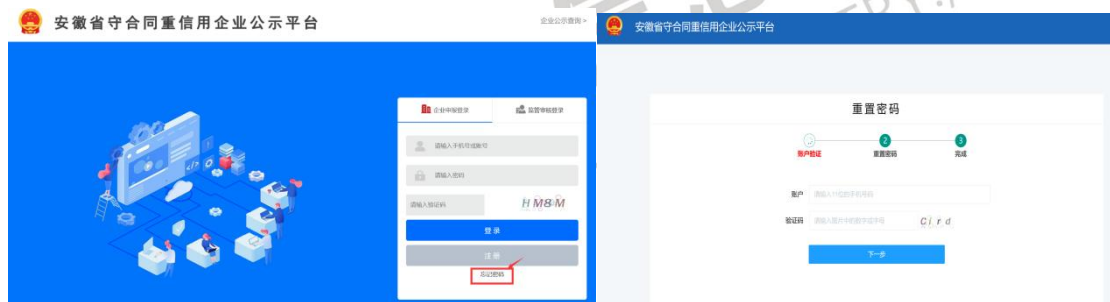 安徽省守合同重信用企业公示平台
企业公示查询»
企业申报登录
监管审核登录
请输入手机号或账号
请输入密码
请输入验证码
HM8M
登录
注册
忘记密码
安徽省守合同重信用企业公示平台
重置密码
2
3
账户验证
重置密码
完成
账户
请输入11位数手机号码
验证码
请输入图片中的数字或字母
Cird
下一步